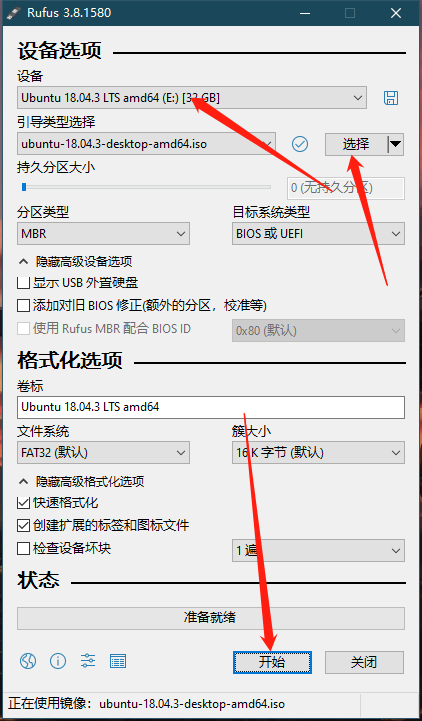 Rufus 3.8.1580
设备选项
设备
Ubuntu 18.04.3 LTS amd64 (E:) [32 GB]
引导类型选择
ubuntu-18.04.3-desktop-amd64.iso
选择
持久分区大小
0 (无持久分区)
分区类型
目标系统类型
MBR
BIOS 或 UEFI
隐藏高级设备选项
显示 USB 外置硬盘
添加对旧 BIOS 修正(额外的分区，校准等)
使用 Rufus MBR 配合 BIOS ID
0x80 (默认)
格式化选项
卷标
Ubuntu 18.04.3 LTS amd64
文件系统
簇大小
FAT32 (默认)
16 K 字节 (默认)
隐藏高级格式化选项
快速格式化
创建扩展的标签和图标文件
检查设备坏块
1 遍
状态
准备就绪
开始
关闭
正在使用镜像：ubuntu-18.04.3-desktop-amd64.iso